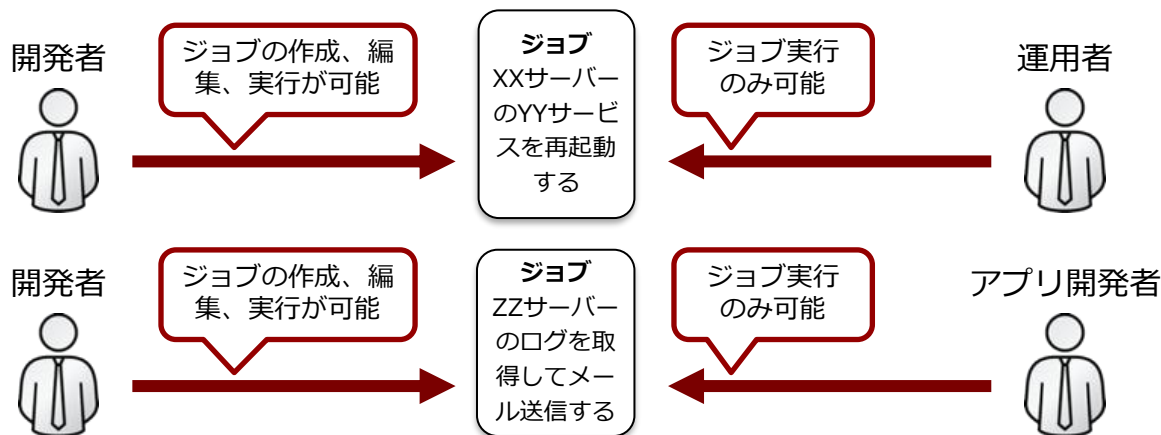 開発者
ジョブの作成、編
集、実行が可能
ジョブ
XXサーバー
のYYサービ
スを再起動
する
ジョブ実行
のみ可能
運用者
開発者
ジョブの作成、編
集、実行が可能
ジョブ
ZZサーバー
のログを取
得してメー
ル送信する
ジョブ実行
のみ可能
アプリ開発者